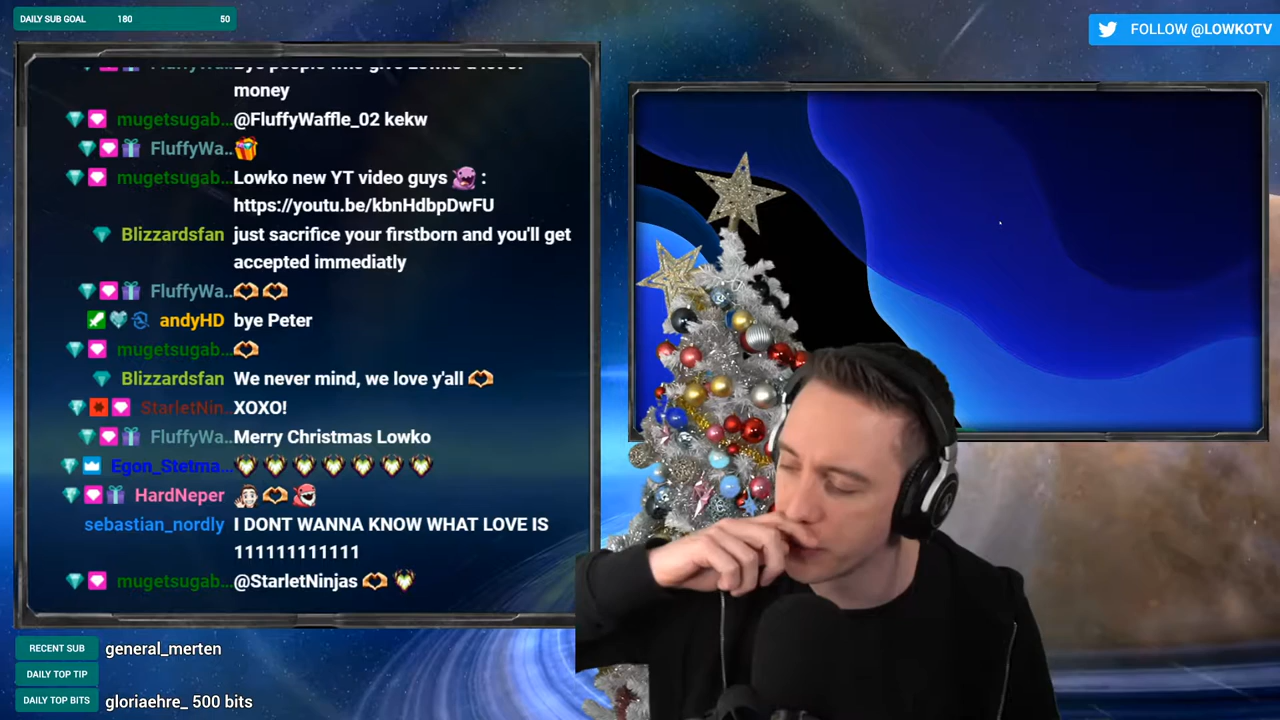 DAILY SUB GOAL 180 50
FOLLOW @LOWKOTV
money
mugetsugab... @FluffyWaffle_02 kekw
FluffyWa..
mugetsugab... Lowko new YT video guys :
https://youtu.be/kbnHdbpDwFU
Blizzardsfan just sacrifice your firstborn and you'll get
accepted immediatly
FluffyWa..
andyHD bye Peter
mugetsugab...
Blizzardsfan We never mind, we love y'all
StarletNin.. XOXO!
FluffyWa.. Merry Christmas Lowko
Egon_Stetma...
HardNeper
sebastian_nordly I DONT WANNA KNOW WHAT LOVE IS
111111111111
mugetsugab... @StarletNinjas
RECENT SUB general_merten
DAILY TOP TIP
DAILY TOP BITS gloriaehre_ 500 bits